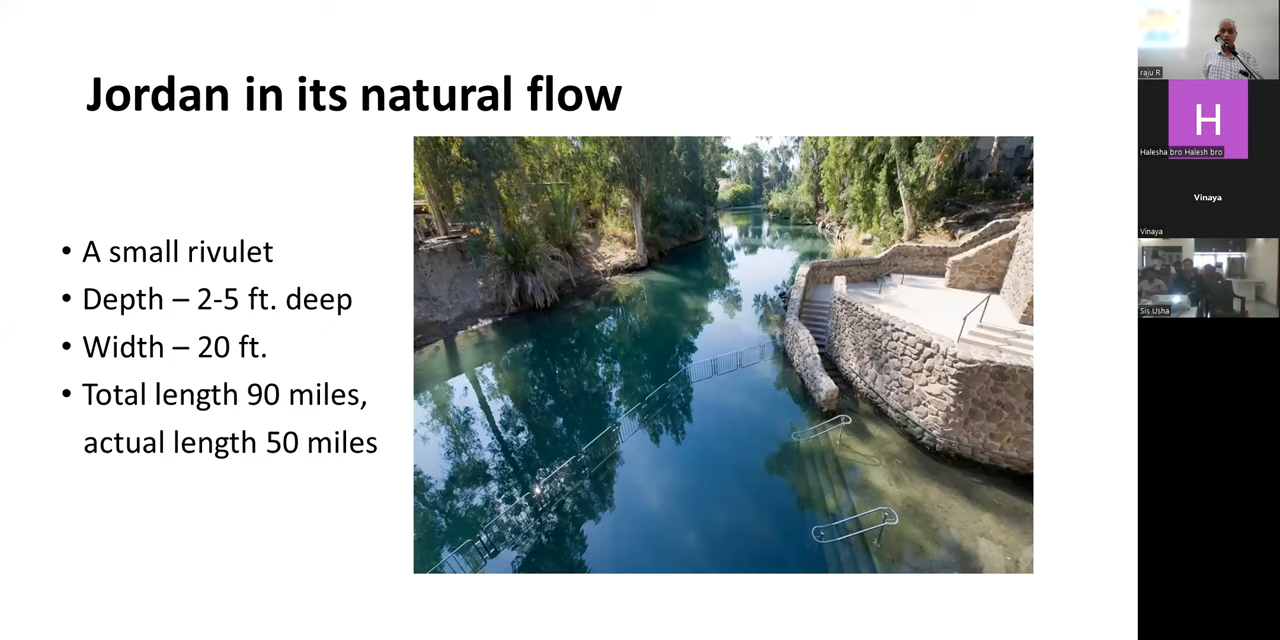 Jordan in its natural flow
• A small rivulet
• Depth – 2-5 ft. deep
• Width – 20 ft.
• Total length 90 miles,
actual length 50 miles
raju R
H
Halesha bro Halesh bro
Vinaya
Vinaya
Sis Usha